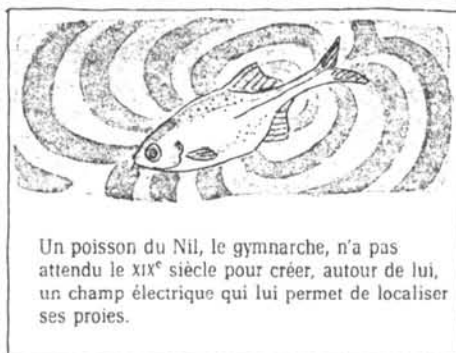 Un poisson du Nil, le gymnarche, n'a pas
attendu le XIXᵉ siècle pour créer, autour de lui,
un champ électrique qui lui permet de localiser
ses proies.